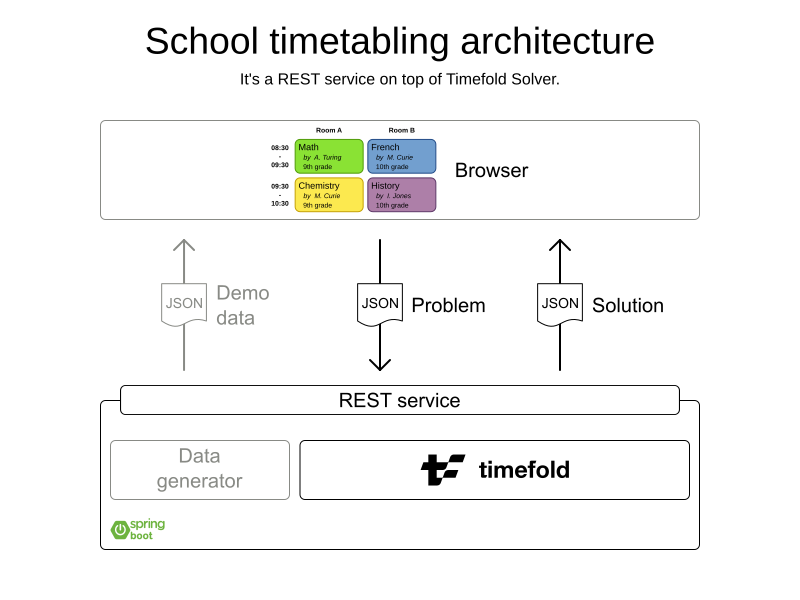 School timetabling architecture
It's a REST service on top of Timefold Solver.
Room A
Room B
08:30
-
09:30
Math
by A. Turing
9th grade
French
by M. Curie
10th grade
09:30
-
10:30
Chemistry
by M. Curie
9th grade
History
by I. Jones
10th grade
Browser
JSON
Demo
data
JSON
Problem
JSON
Solution
REST service
Data
generator
timefold
spring
boot